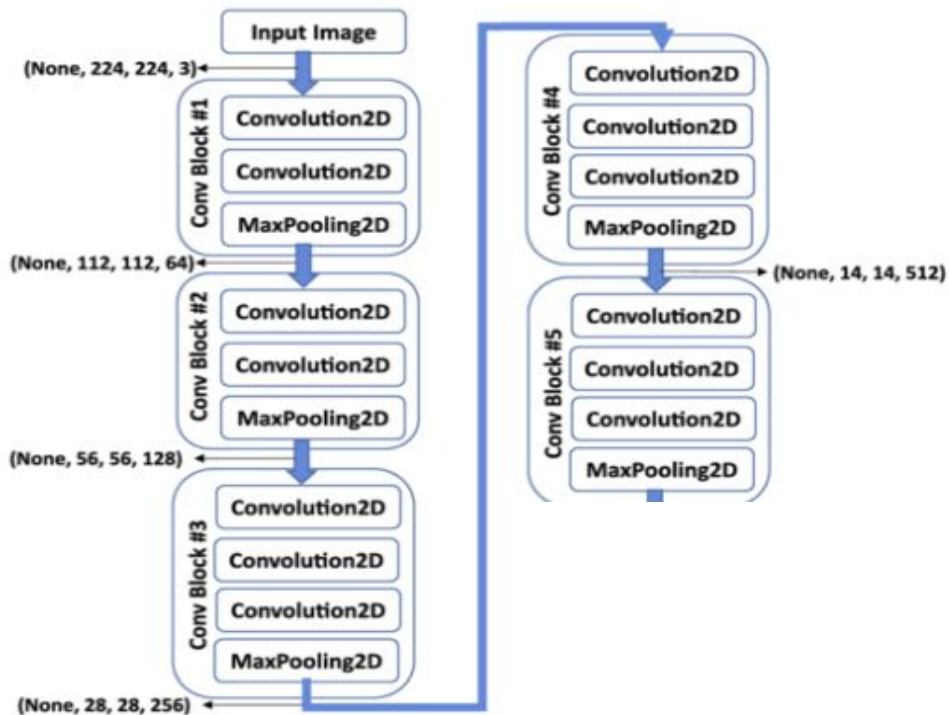 Input Image
(None, 224, 224, 3)
Conv Block #1
Convolution2D
Convolution2D
MaxPooling2D
(None, 112, 112, 64)
Conv Block #2
Convolution2D
Convolution2D
MaxPooling2D
(None, 56, 56, 128)
Conv Block #3
Convolution2D
Convolution2D
Convolution2D
MaxPooling2D
(None, 28, 28, 256)
Conv Block #4
Convolution2D
Convolution2D
Convolution2D
MaxPooling2D
(None, 14, 14, 512)
Conv Block #5
Convolution2D
Convolution2D
Convolution2D
MaxPooling2D